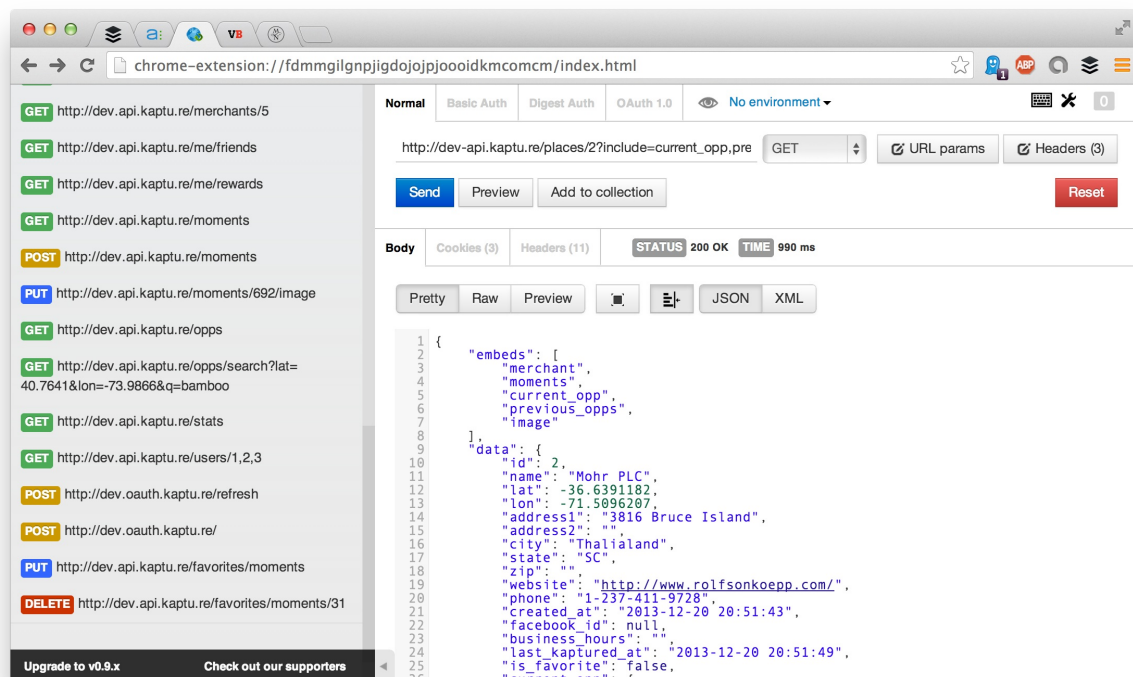 a:
VB
chrome-extension://fdmmgilgnpjigdojojpjoooidkmcomcm/index.html
1
ABP
GET http://dev.api.kaptu.re/merchants/5
GET http://dev.api.kaptu.re/me/friends
GET http://dev.api.kaptu.re/me/rewards
GET http://dev.api.kaptu.re/moments
POST http://dev.api.kaptu.re/moments
PUT http://dev.api.kaptu.re/moments/692/image
GET http://dev.api.kaptu.re/opps
GET http://dev.api.kaptu.re/opps/search?lat=
40.7641&lon=-73.9866&q=bamboo
GET http://dev.api.kaptu.re/stats
GET http://dev.api.kaptu.re/users/1,2,3
POST http://dev.oauth.kaptu.re/refresh
POST http://dev.oauth.kaptu.re/
PUT http://dev.api.kaptu.re/favorites/moments
DELETE http://dev.api.kaptu.re/favorites/moments/31
Upgrade to v0.9.x Check out our supporters
Normal Basic Auth Digest Auth OAuth 1.0 No environment 0
http://dev-api.kaptu.re/places/2?include=current_opp,pre GET URL params Headers (3)
Send Preview Add to collection Reset
Body Cookies (3) Headers (11) STATUS 200 OK TIME 990 ms
Pretty Raw Preview JSON XML
1 {
2 "embeds": [
3 "merchant",
4 "moments",
5 "current_opp",
6 "previous_opps",
7 "image"
8 ],
9 "data": {
10 "id": 2,
11 "name": "Mohr PLC",
12 "lat": -36.6391182,
13 "lon": -71.5096207,
14 "address1": "3816 Bruce Island",
15 "address2": "",
16 "city": "Thalialand",
17 "state": "SC",
18 "zip": "",
19 "website": "http://www.rolfsonkoepp.com/",
20 "phone": "1-237-411-9728",
21 "created_at": "2013-12-20 20:51:43",
22 "facebook_id": null,
23 "business_hours": "",
24 "last_kaptured_at": "2013-12-20 20:51:49",
25 "is_favorite": false,